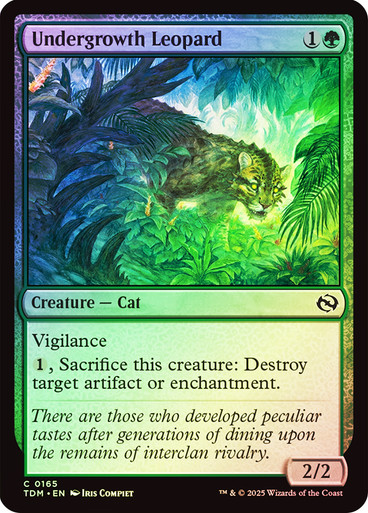 Undergrowth Leopard 1
Creature — Cat
Vigilance
1, Sacrifice this creature: Destroy
target artifact or enchantment.
There are those who developed peculiar
tastes after generations of dining upon
the remains of interclan rivalry.
2/2
C 0165
TDM • EN Iris Compiet
™ & © 2025 Wizards of the Coast